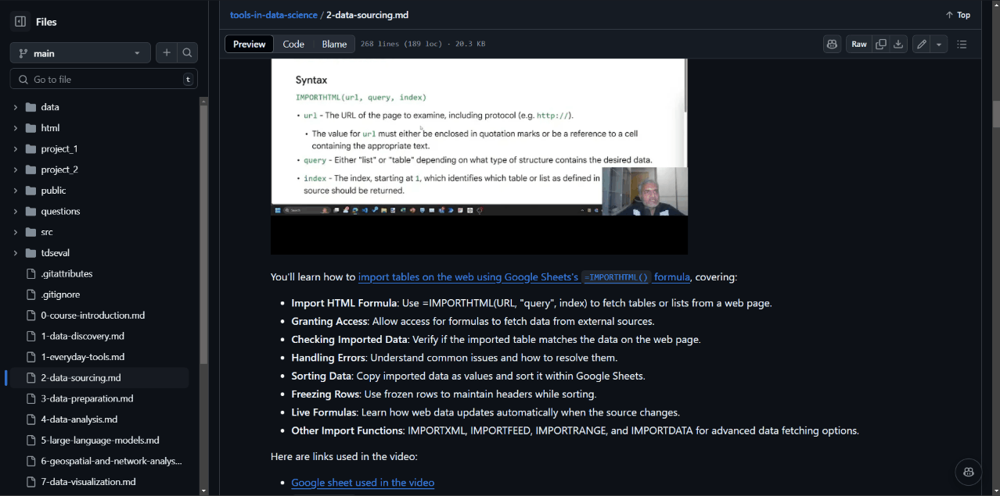 Files
main
Go to file
t
data
html
project_1
project_2
public
questions
src
tdseval
.gitattributes
.gitignore
0-course-introduction.md
1-data-discovery.md
1-everyday-tools.md
2-data-sourcing.md
3-data-preparation.md
4-data-analysis.md
5-large-language-models.md
6-geospatial-and-network-analys...
7-data-visualization.md
tools-in-data-science / 2-data-sourcing.md
Top
Preview Code Blame 268 lines (189 loc) · 20.3 KB
Raw
Syntax
IMPORTHTML(url, query, index)
• url - The URL of the page to examine, including protocol (e.g. http://).
• The value for url must either be enclosed in quotation marks or be a reference to a cell
containing the appropriate text.
• query - Either "list" or "table" depending on what type of structure contains the desired data.
• index - The index, starting at 1, which identifies which table or list as defined in
source should be returned.
Search
You'll learn how to import tables on the web using Google Sheets's =IMPORTHTML() formula, covering:
• Import HTML Formula: Use =IMPORTHTML(URL, "query", index) to fetch tables or lists from a web page.
• Granting Access: Allow access for formulas to fetch data from external sources.
• Checking Imported Data: Verify if the imported table matches the data on the web page.
• Handling Errors: Understand common issues and how to resolve them.
• Sorting Data: Copy imported data as values and sort it within Google Sheets.
• Freezing Rows: Use frozen rows to maintain headers while sorting.
• Live Formulas: Learn how web data updates automatically when the source changes.
• Other Import Functions: IMPORTXML, IMPORTFEED, IMPORTRANGE, and IMPORTDATA for advanced data fetching options.
Here are links used in the video:
• Google sheet used in the video